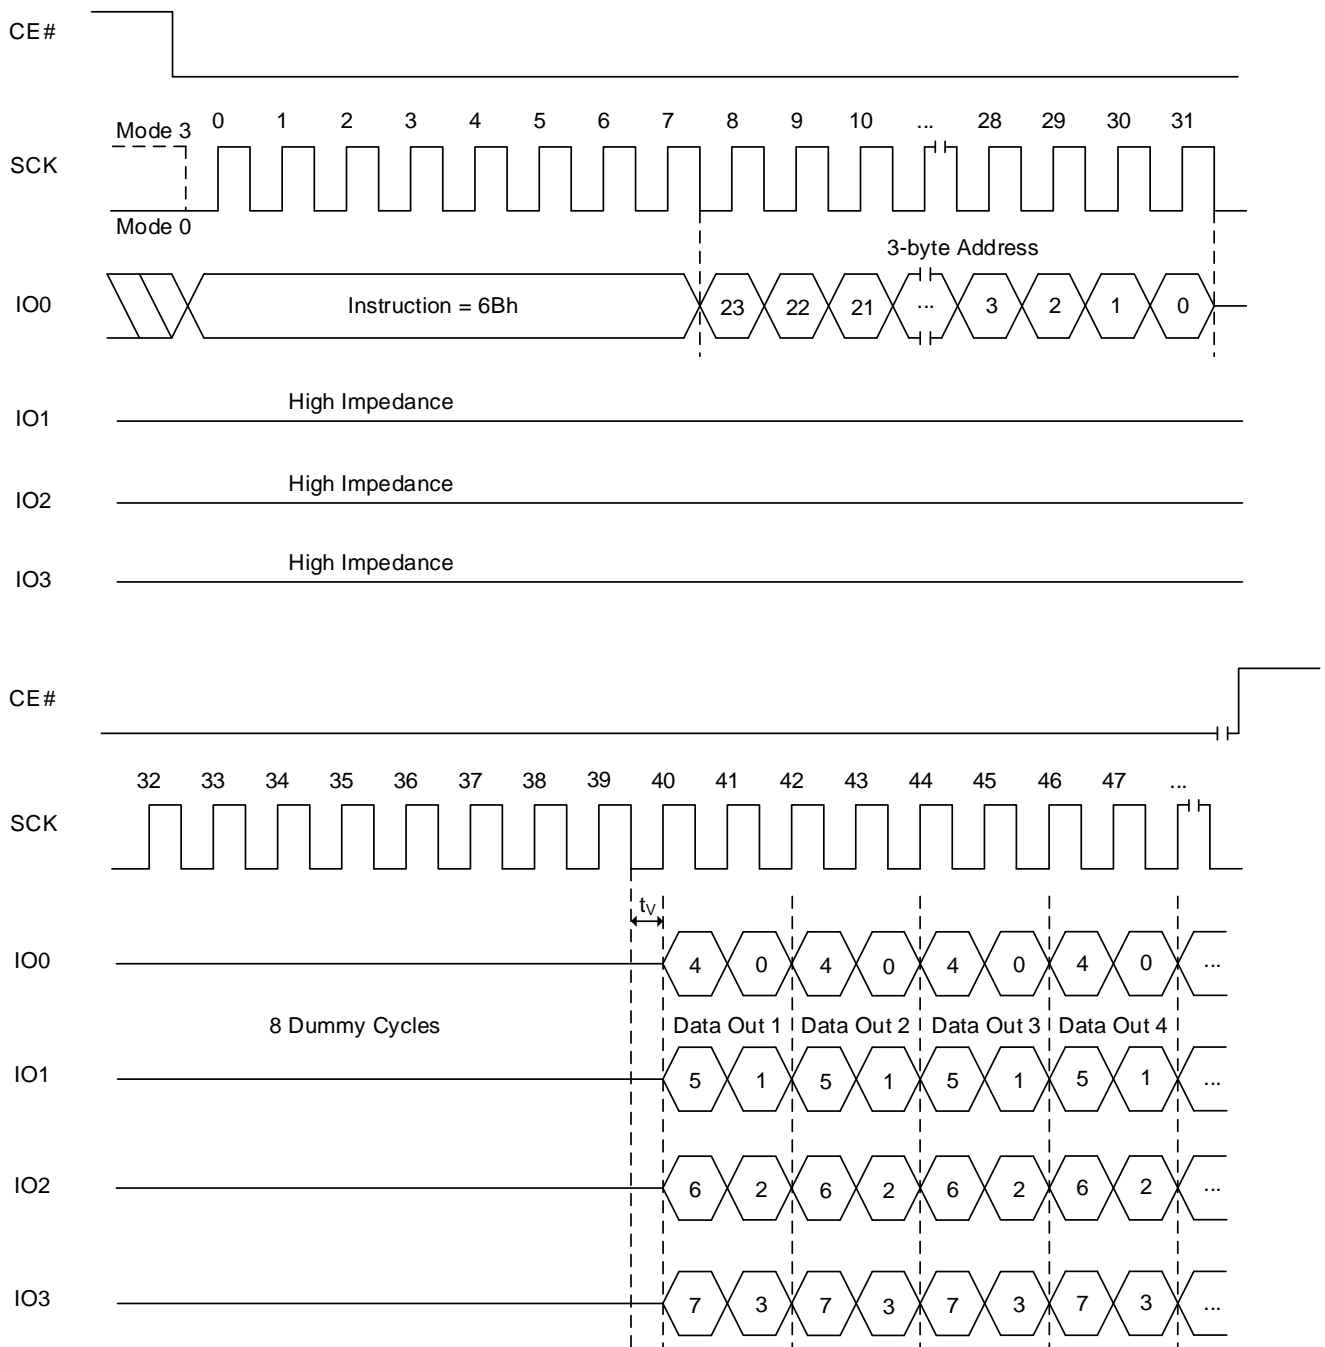 CE#
Mode 3 0 1 2 3 4 5 6 7 8 9 10 ... 28 29 30 31
SCK
Mode 0
3-byte Address
IO0 Instruction = 6Bh 23 22 21 ... 3 2 1 0
High Impedance
IO1
High Impedance
IO2
High Impedance
IO3
CE#
32 33 34 35 36 37 38 39 40 41 42 43 44 45 46 47 ...
SCK
tV
IO0 4 0 4 0 4 0 4 0 ...
8 Dummy Cycles Data Out 1 Data Out 2 Data Out 3 Data Out 4
IO1 5 1 5 1 5 1 5 1 ...
IO2 6 2 6 2 6 2 6 2 ...
IO3 7 3 7 3 7 3 7 3 ...